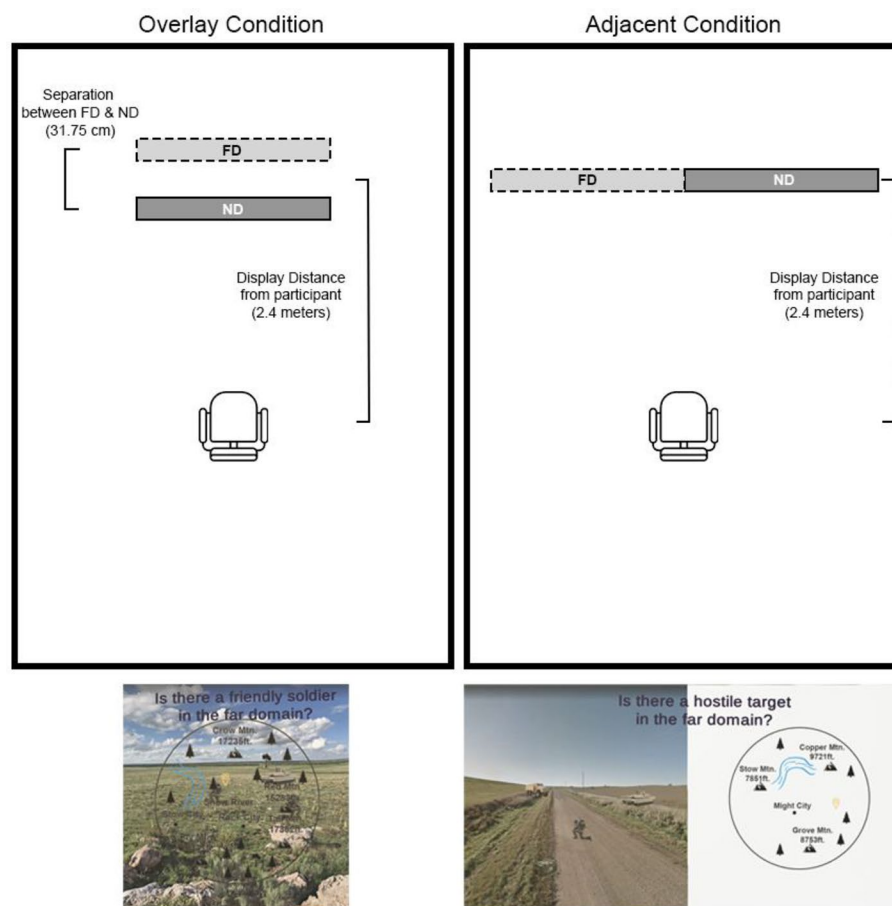 Overlay Condition
Adjacent Condition
Separation
between FD & ND
(31.75 cm)
FD
ND
Display Distance
from participant
(2.4 meters)
FD
ND
Display Distance
from participant
(2.4 meters)
Is there a friendly soldier
in the far domain?
Crow Mtn.
17235ft.
Is there a hostile target
in the far domain?
Copper Mtn.
9721ft.
Stow Mtn.
7851ft.
Might City
Grove Mtn.
8753ft.